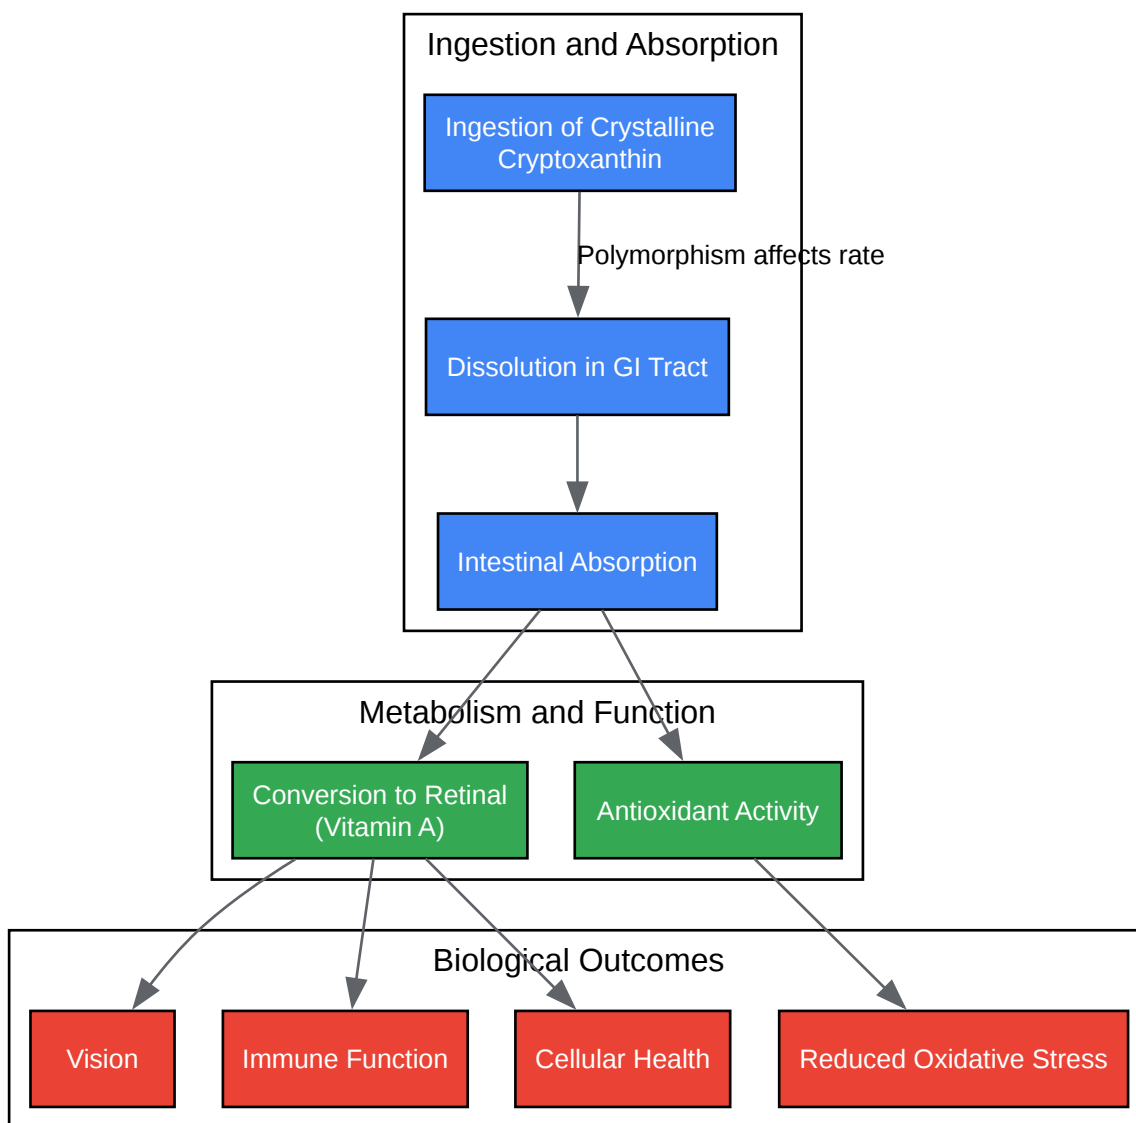 Ingestion and Absorption
Ingestion of Crystalline
Cryptoxanthin
Polymorphism affects rate
Dissolution in GI Tract
Intestinal Absorption
Metabolism and Function
Conversion to Retinal
(Vitamin A)
Antioxidant Activity
Biological Outcomes
Vision
Immune Function
Cellular Health
Reduced Oxidative Stress